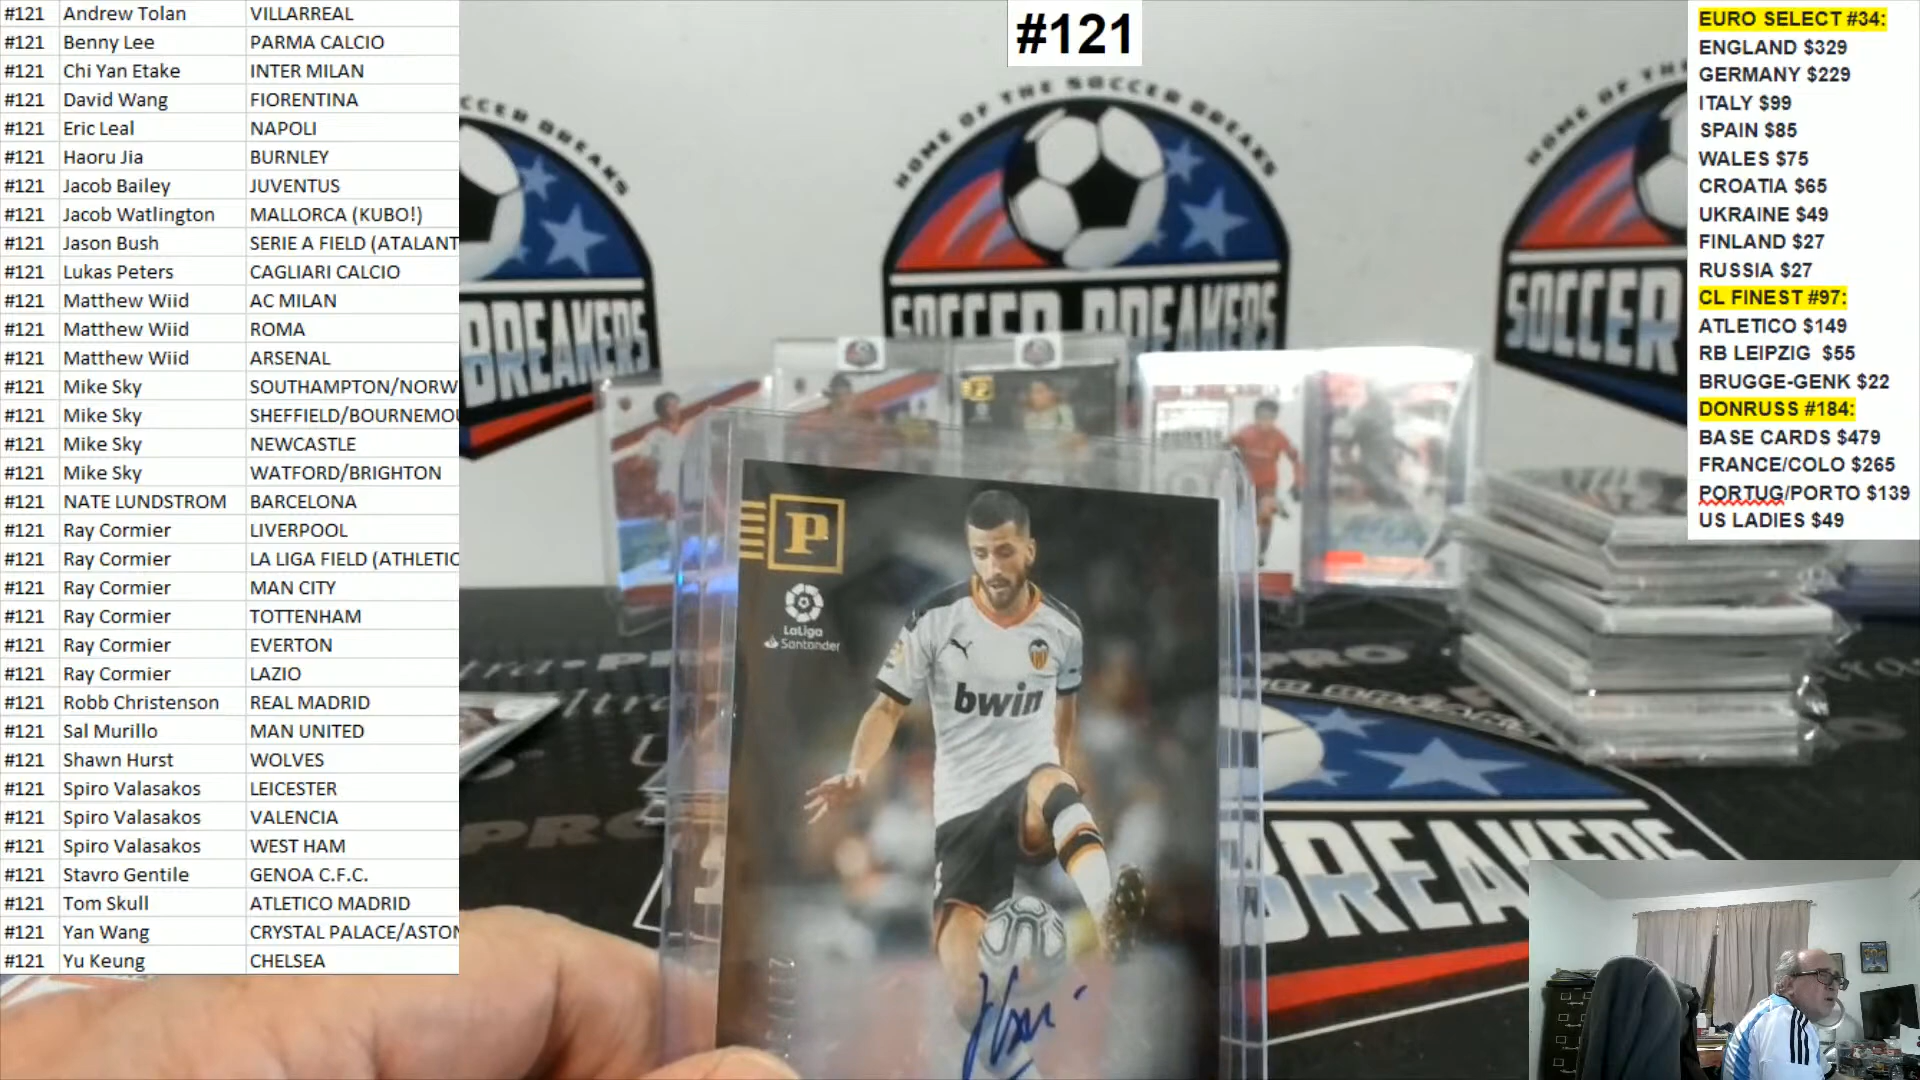 #121 Andrew Tolan VILLARREAL
#121 Benny Lee PARMA CALCIO
#121 Chi Yan Etake INTER MILAN
#121 David Wang FIORENTINA
#121 Eric Leal NAPOLI
#121 Haoru Jia BURNLEY
#121 Jacob Bailey JUVENTUS
#121 Jacob Watlington MALLORCA (KUBO!)
#121 Jason Bush SERIE A FIELD (ATALANT
#121 Lukas Peters CAGLIARI CALCIO
#121 Matthew Wiid AC MILAN
#121 Matthew Wiid ROMA
#121 Matthew Wiid ARSENAL
#121 Mike Sky SOUTHAMPTON/NORW
#121 Mike Sky SHEFFIELD/BOURNEMOU
#121 Mike Sky NEWCASTLE
#121 Mike Sky WATFORD/BRIGHTON
#121 NATE LUNDSTROM BARCELONA
#121 Ray Cormier LIVERPOOL
#121 Ray Cormier LA LIGA FIELD (ATHLETIC
#121 Ray Cormier MAN CITY
#121 Ray Cormier TOTTENHAM
#121 Ray Cormier EVERTON
#121 Ray Cormier LAZIO
#121 Robb Christenson REAL MADRID
#121 Sal Murillo MAN UNITED
#121 Shawn Hurst WOLVES
#121 Spiro Valasakos LEICESTER
#121 Spiro Valasakos VALENCIA
#121 Spiro Valasakos WEST HAM
#121 Stavro Gentile GENOA C.F.C.
#121 Tom Skull ATLETICO MADRID
#121 Yan Wang CRYSTAL PALACE/ASTON
#121 Yu Keung CHELSEA
#121
CCER BREAKS
BREAKERS
HOME OF THE SOCCER BREAKS
SOCCER BREAKERS
HOME OF THE
SOCCER
P
LaLiga
Santander
bwin
PRO
PRO
BREAKERS
EURO SELECT #34:
ENGLAND $329
GERMANY $229
ITALY $99
SPAIN $85
WALES $75
CROATIA $65
UKRAINE $49
FINLAND $27
RUSSIA $27
CL FINEST #97:
ATLETICO $149
RB LEIPZIG $55
BRUGGE-GENK $22
DONRUSS #184:
BASE CARDS $479
FRANCE/COLO $265
PORTUG/PORTO $139
US LADIES $49